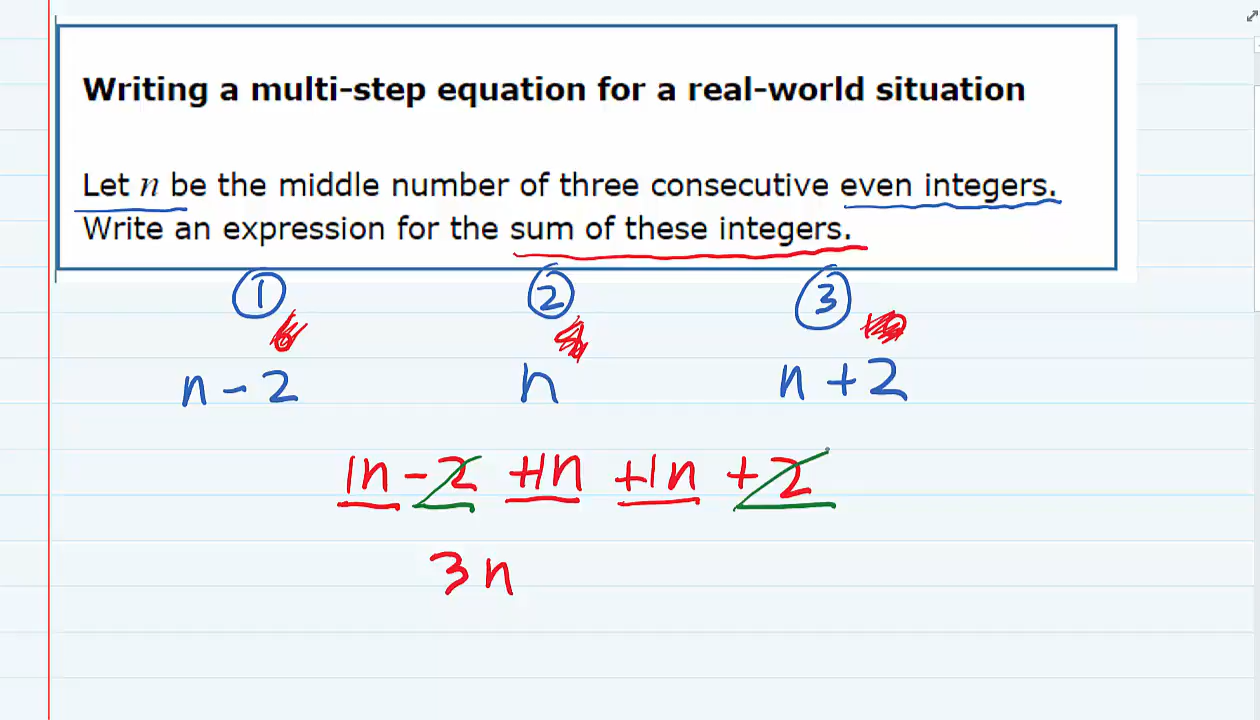 Writing a multi-step equation for a real-world situation
Let n be the middle number of three consecutive even integers.
Write an expression for the sum of these integers.
1 2 3
n - 2 n n + 2
1n - 2 + 1n + 1n + 2
3n